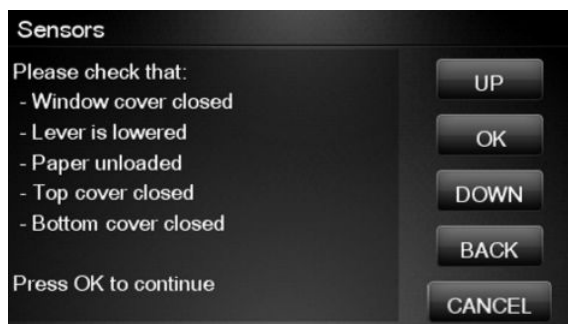 Sensors
Please check that:
- Window cover closed
- Lever is lowered
- Paper unloaded
- Top cover closed
- Bottom cover closed
Press OK to continue
UP
OK
DOWN
BACK
CANCEL